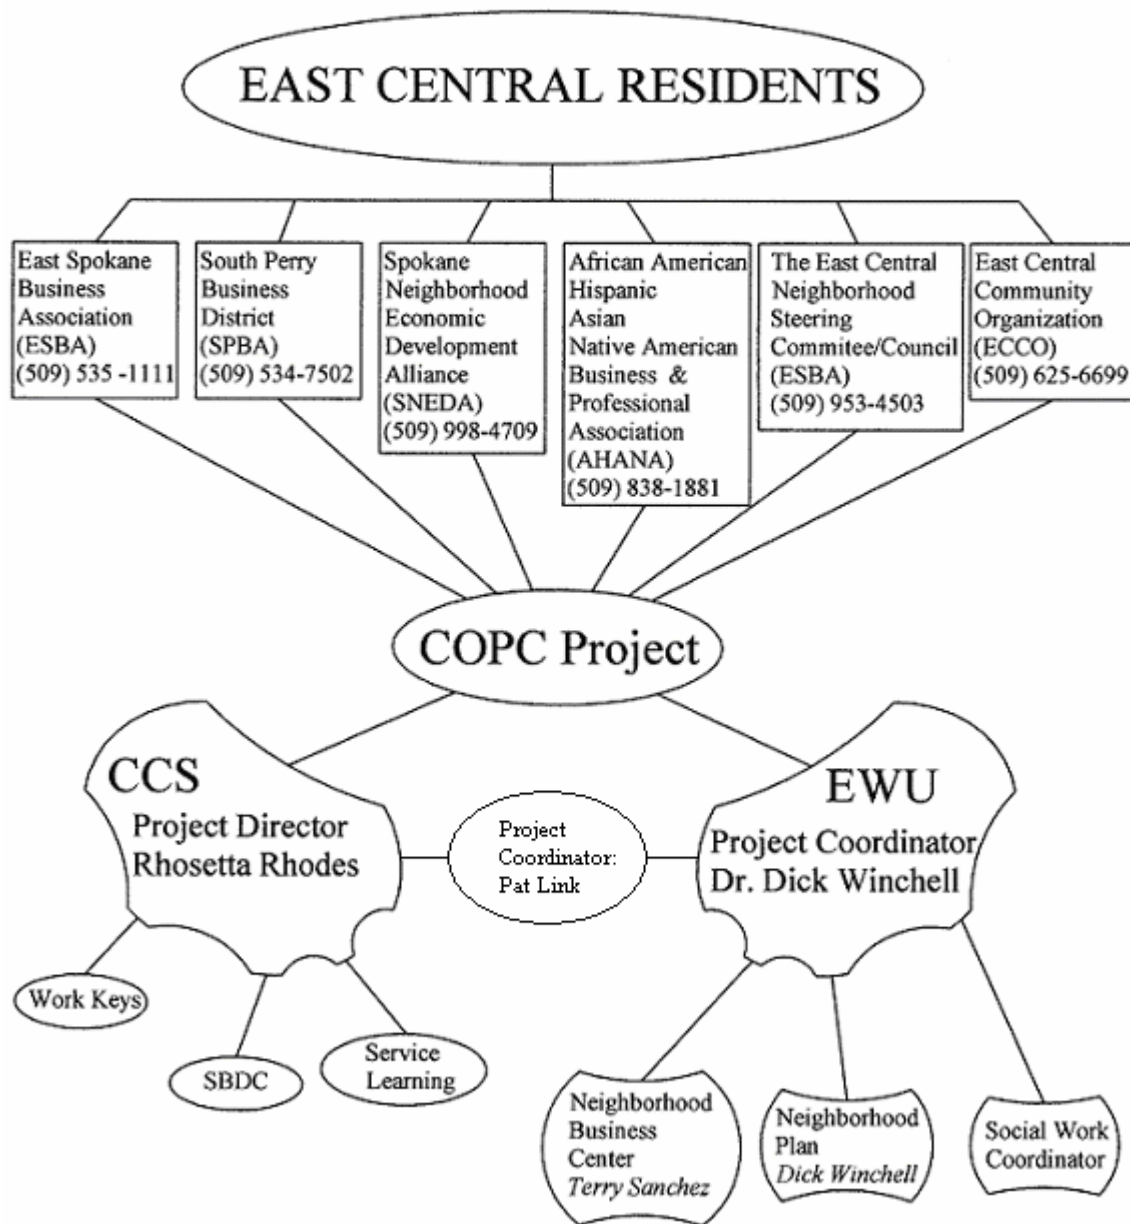 EAST CENTRAL RESIDENTS
East Spokane
Business
Association
(ESBA)
(509) 535 -1111
South Perry
Business
District
(SPBA)
(509) 534-7502
Spokane
Neighborhood
Economic
Development
Alliance
(SNEDA)
(509) 998-4709
African American
Hispanic
Asian
Native American
Business &
Professional
Association
(AHANA)
(509) 838-1881
The East Central
Neighborhood
Steering
Commitee/Council
(ESBA)
(509) 953-4503
East Central
Community
Organization
(ECCO)
(509) 625-6699
COPC Project
CCS
Project Director
Rhosetta Rhodes
Project
Coordinator:
Pat Link
EWU
Project Coordinator
Dr. Dick Winchell
Work Keys
SBDC
Service
Learning
Neighborhood
Business
Center
Terry Sanchez
Neighborhood
Plan
Dick Winchell
Social Work
Coordinator